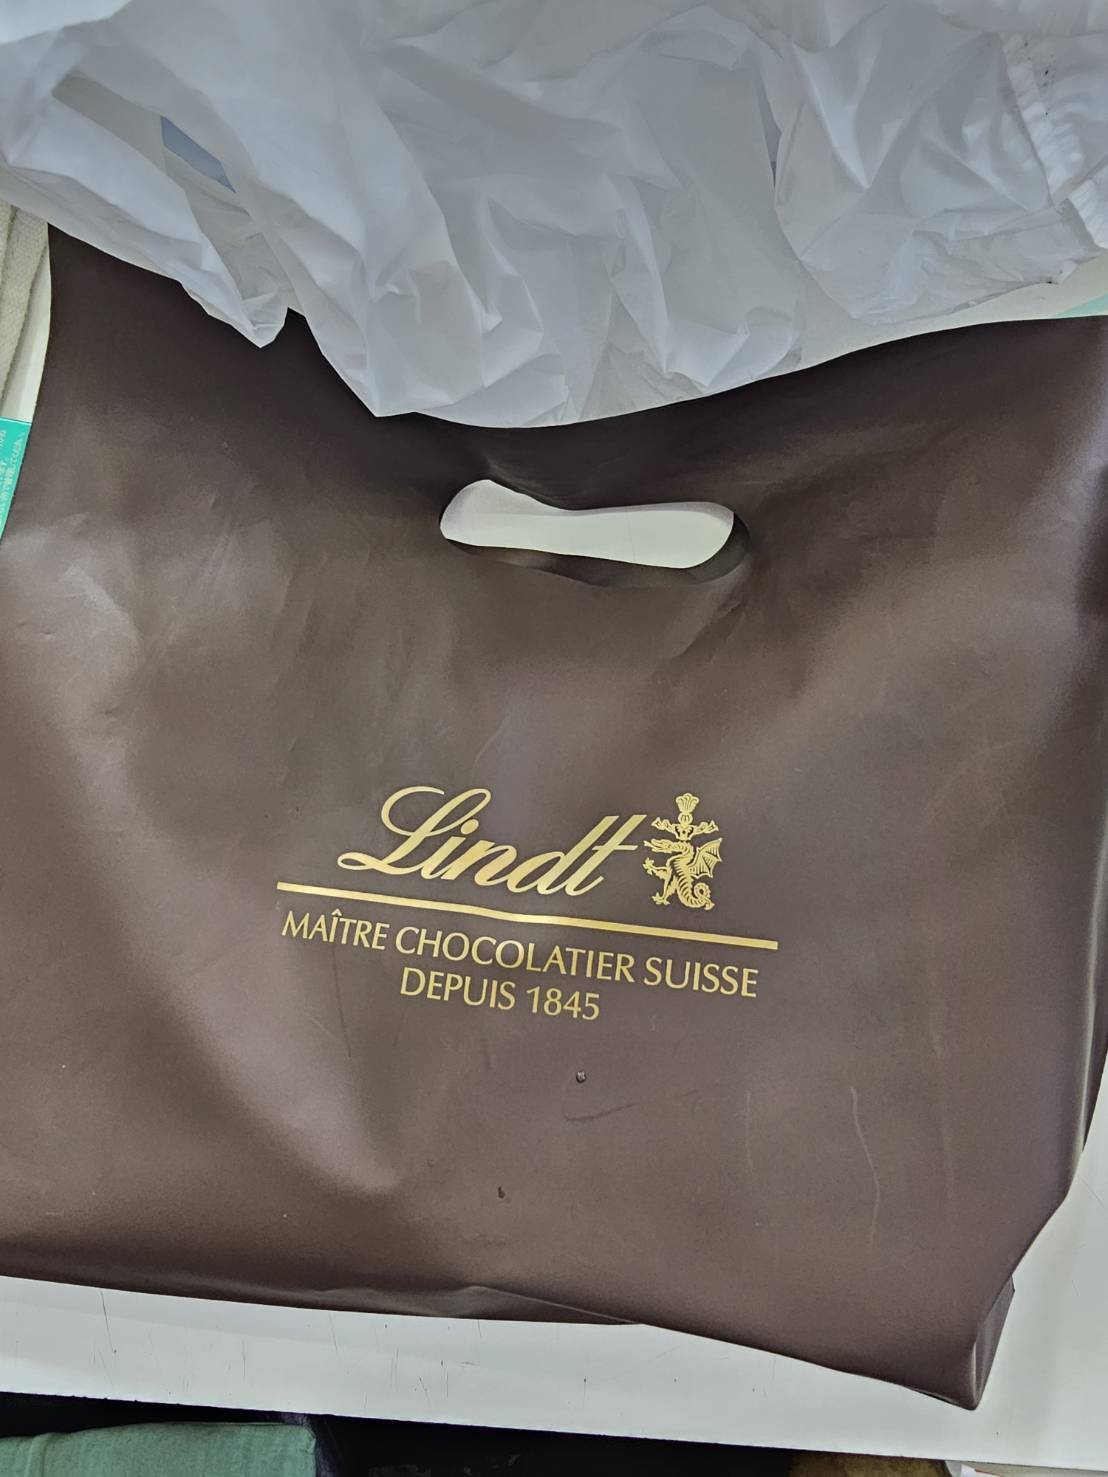 Lindt
MAÎTRE CHOCOLATIER SUISSE
DEPUIS 1845